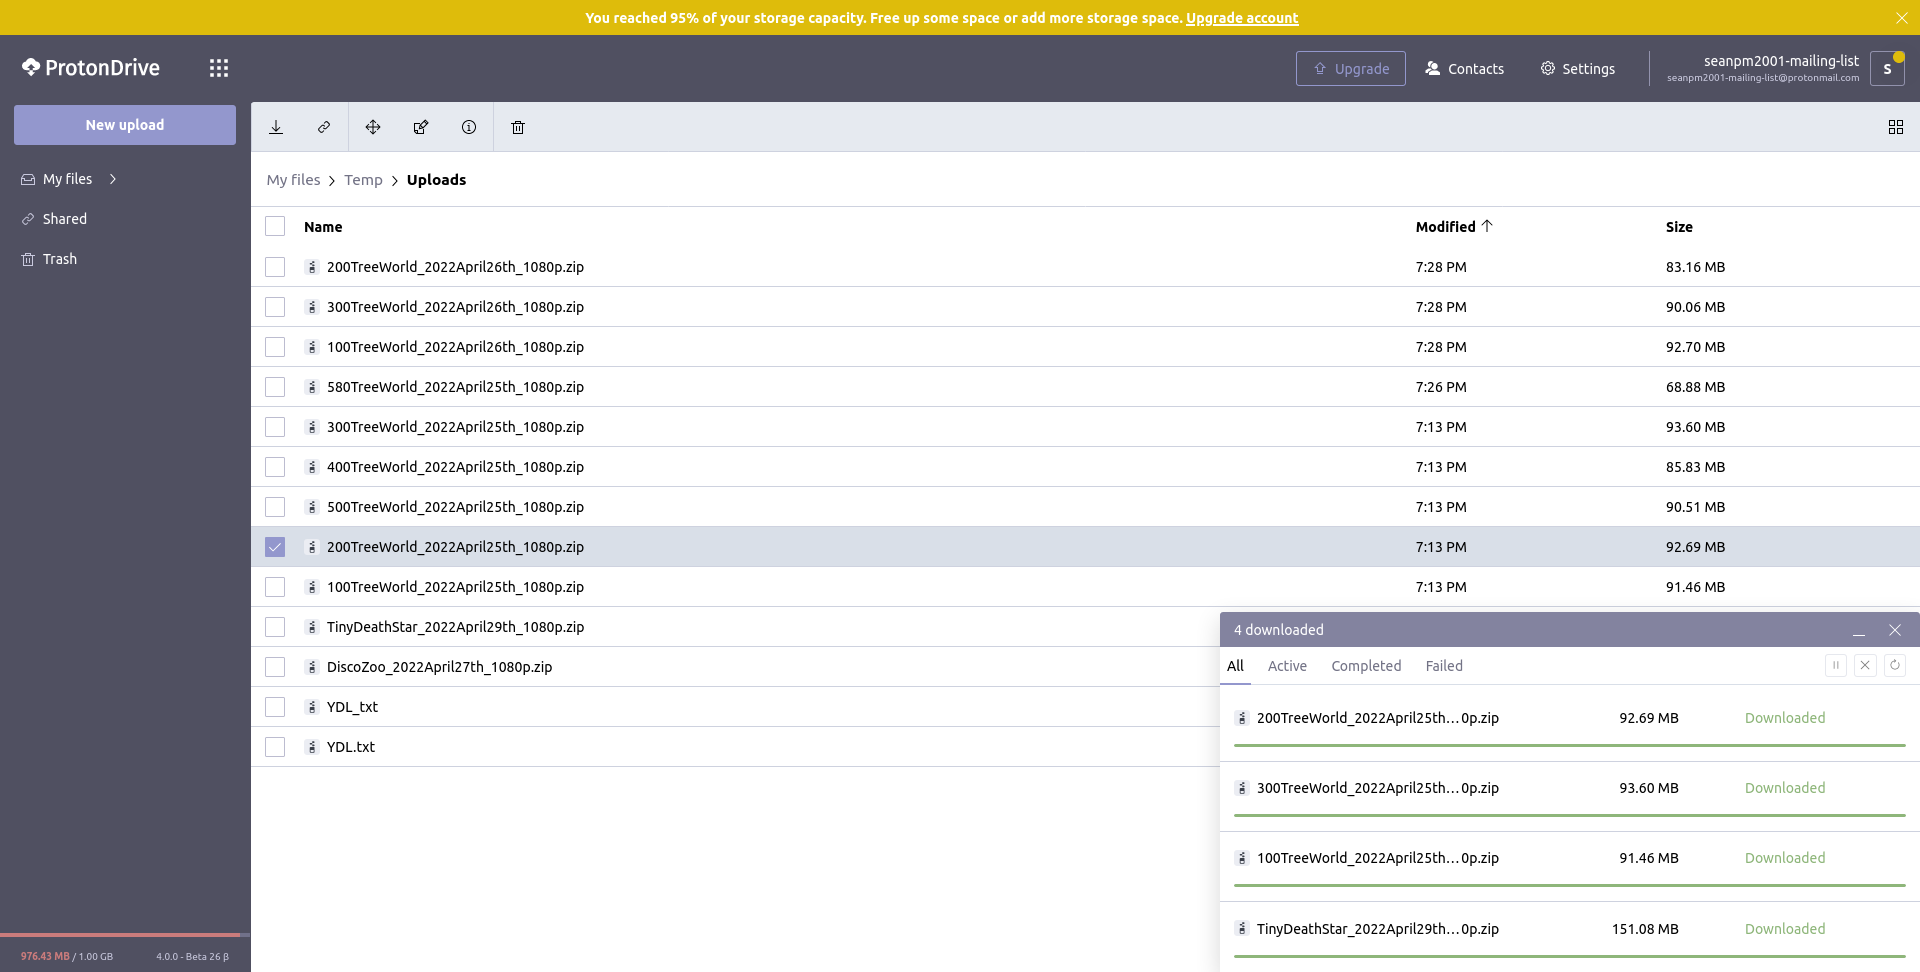 You reached 95% of your storage capacity. Free up some space or add more storage space. Upgrade account
ProtonDrive
Upgrade
Contacts
Settings
seanpm2001-mailing-list
seanpm2001-mailing-list@protonmail.com
S
New upload
My files
Shared
Trash
My files > Temp > Uploads
Name Modified Size
200TreeWorld_2022April26th_1080p.zip 7:28 PM 83.16 MB
300TreeWorld_2022April26th_1080p.zip 7:28 PM 90.06 MB
100TreeWorld_2022April26th_1080p.zip 7:28 PM 92.70 MB
580TreeWorld_2022April25th_1080p.zip 7:26 PM 68.88 MB
300TreeWorld_2022April25th_1080p.zip 7:13 PM 93.60 MB
400TreeWorld_2022April25th_1080p.zip 7:13 PM 85.83 MB
500TreeWorld_2022April25th_1080p.zip 7:13 PM 90.51 MB
200TreeWorld_2022April25th_1080p.zip 7:13 PM 92.69 MB
100TreeWorld_2022April25th_1080p.zip 7:13 PM 91.46 MB
TinyDeathStar_2022April29th_1080p.zip
DiscoZoo_2022April27th_1080p.zip
YDL_txt
YDL.txt
4 downloaded
All Active Completed Failed
200TreeWorld_2022April25th...0p.zip 92.69 MB Downloaded
300TreeWorld_2022April25th...0p.zip 93.60 MB Downloaded
100TreeWorld_2022April25th...0p.zip 91.46 MB Downloaded
TinyDeathStar_2022April29th...0p.zip 151.08 MB Downloaded
976.43 MB / 1.00 GB 4.0.0 - Beta 26 β